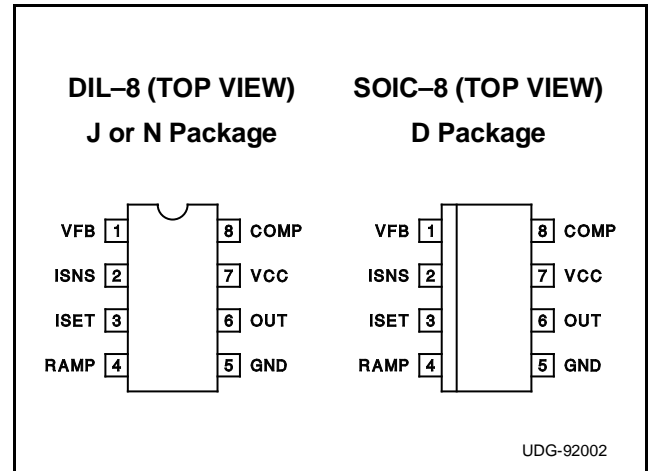 DIL–8 (TOP VIEW)
J or N Package
VFB 1 8 COMP
ISNS 2 7 VCC
ISET 3 6 OUT
RAMP 4 5 GND
SOIC–8 (TOP VIEW)
D Package
VFB 1 8 COMP
ISNS 2 7 VCC
ISET 3 6 OUT
RAMP 4 5 GND
UDG-92002